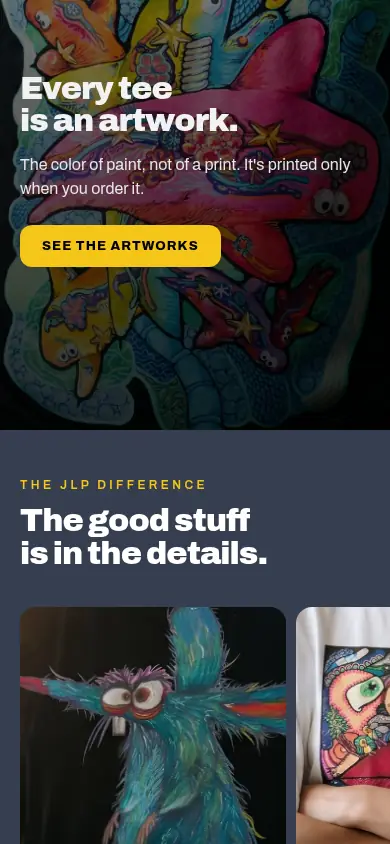 Every tee
is an artwork.
The color of paint, not of a print. It's printed only
when you order it.
SEE THE ARTWORKS
THE JLP DIFFERENCE
The good stuff
is in the details.